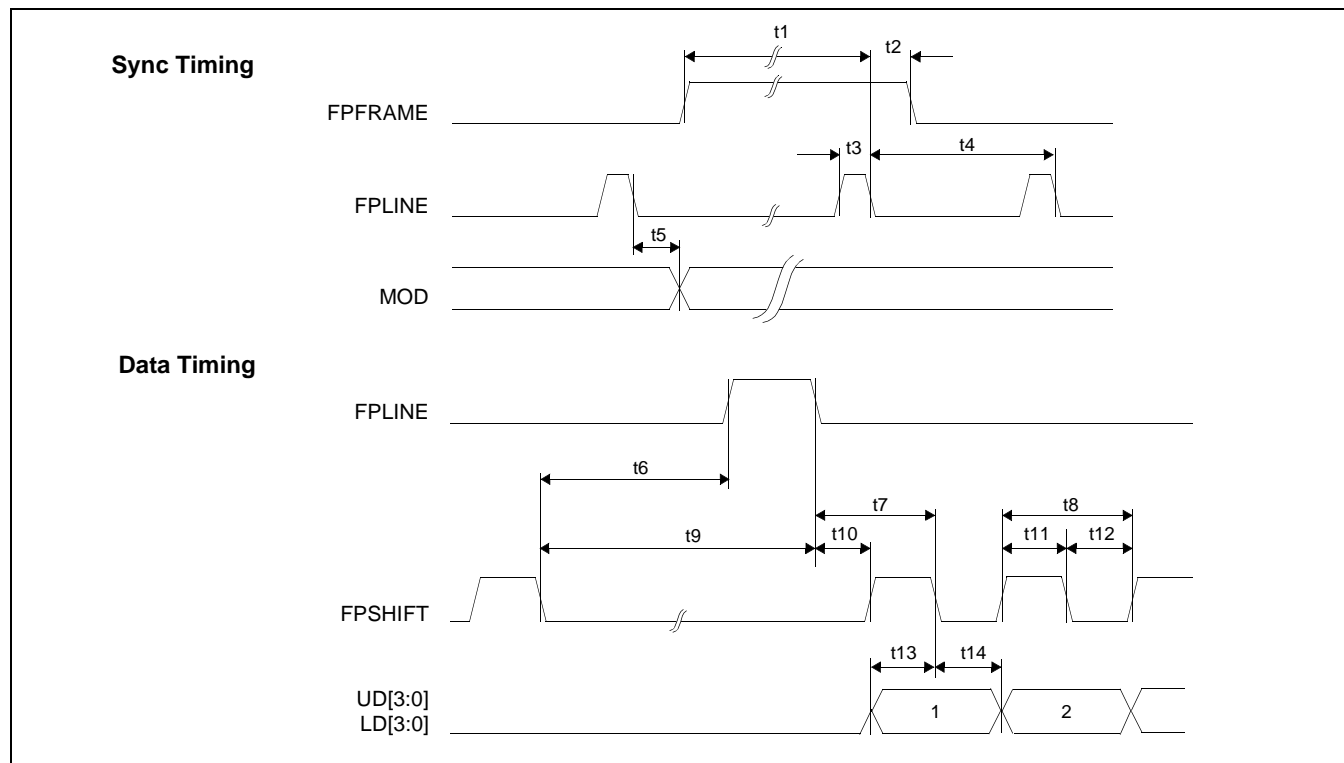 Sync Timing
t1
t2
FPFRAME
t3
t4
FPLINE
t5
MOD
Data Timing
FPLINE
t6
t7
t8
t9
t10
t11
t12
FPSHIFT
t13
t14
UD[3:0]
LD[3:0]
1
2